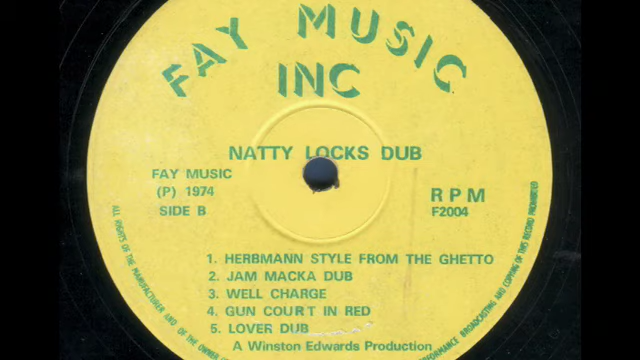 FAY MUSIC
INC
NATTY LOCKS DUB
FAY MUSIC
(P) 1974
SIDE B
RPM
F2004
1. HERBMANN STYLE FROM THE GHETTO
2. JAM MACKA DUB
3. WELL CHARGE
4. GUN COURT IN RED
5. LOVER DUB
A Winston Edwards Production
ALL RIGHTS OF THE MANUFACTURER AND OF THE OWNER
PERFORMANCE BROADCASTING AND COPYING OF THIS RECORD PROHIBITED